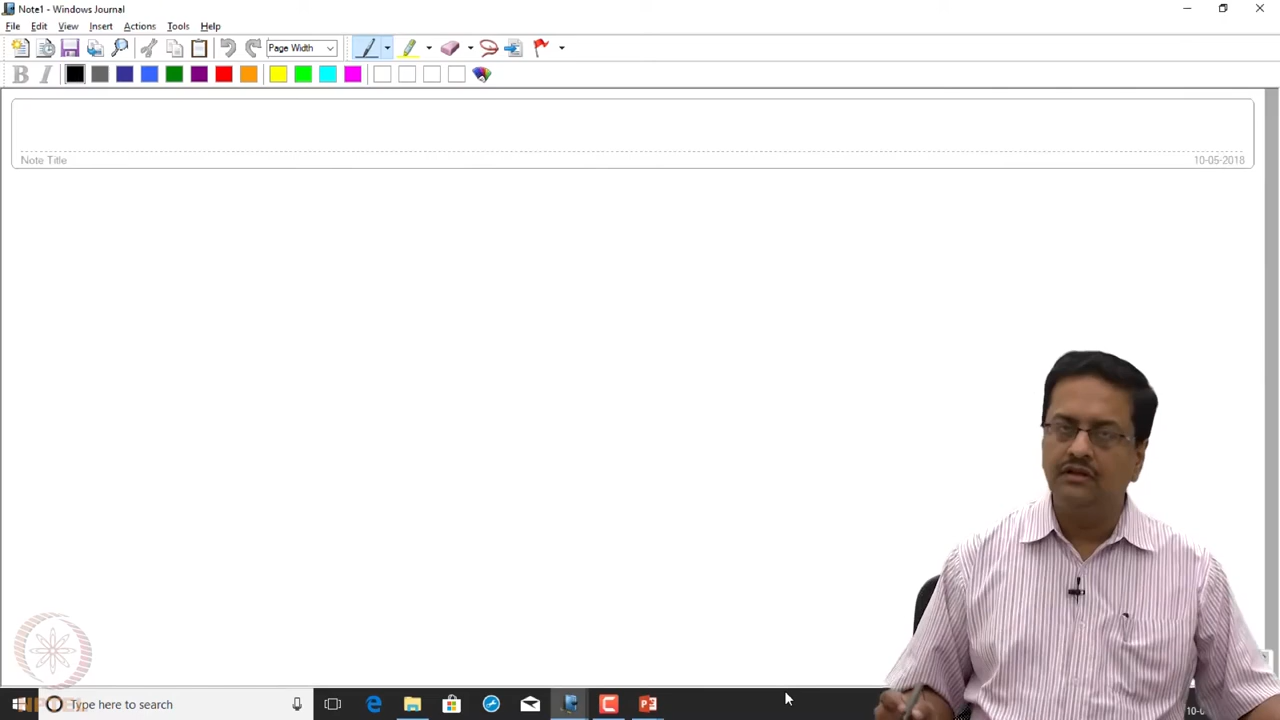 Note1 - Windows Journal
File Edit View Insert Actions Tools Help
Page Width
B I
Note Title
10-05-2018
Type here to search